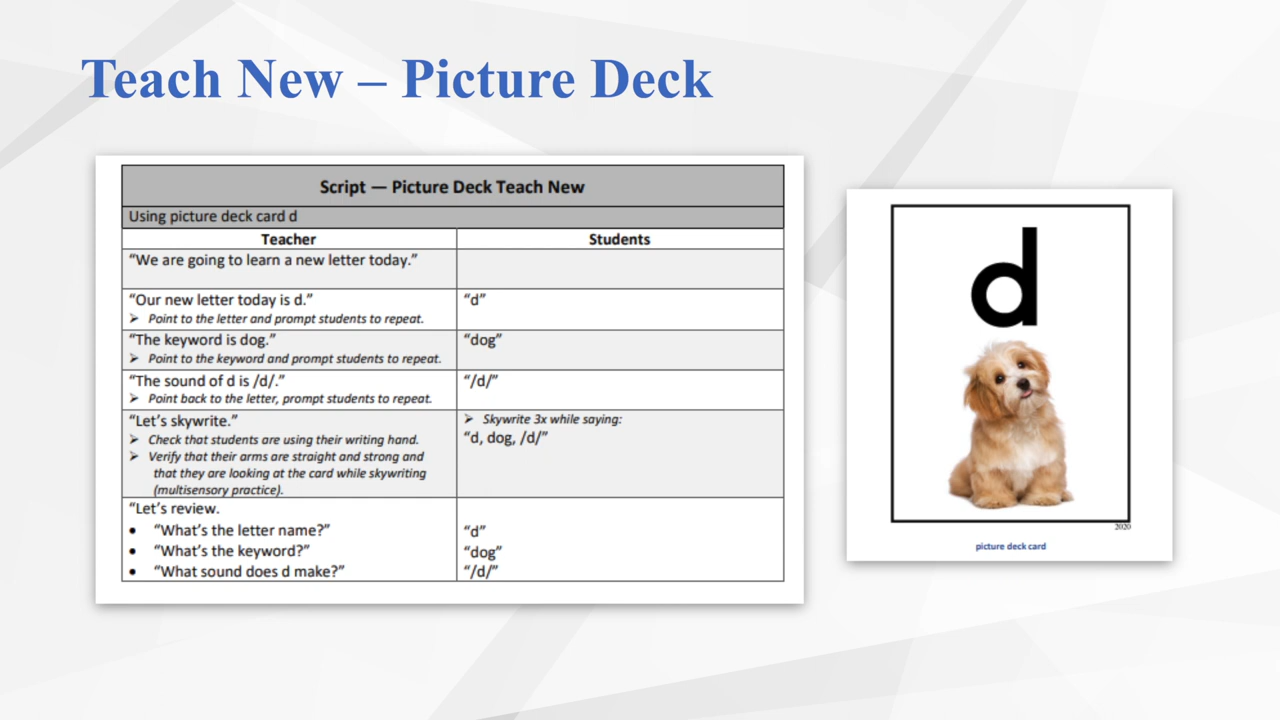 Teach New – Picture Deck
Script — Picture Deck Teach New
Using picture deck card d
Teacher
Students
“We are going to learn a new letter today.”
“Our new letter today is d.”
“d”
➢ Point to the letter and prompt students to repeat.
“The keyword is dog.”
“dog”
➢ Point to the keyword and prompt students to repeat.
“The sound of d is /d/.”
“/d/”
➢ Point back to the letter, prompt students to repeat.
“Let’s skywrite.”
➢ Check that students are using their writing hand.
➢ Verify that their arms are straight and strong and
that they are looking at the card while skywriting
(multisensory practice).
➢ Skywrite 3x while saying:
“d, dog, /d/”
“Let’s review.
• “What’s the letter name?”
“d”
• “What’s the keyword?”
“dog”
• “What sound does d make?”
“/d/”
d
2020
picture deck card